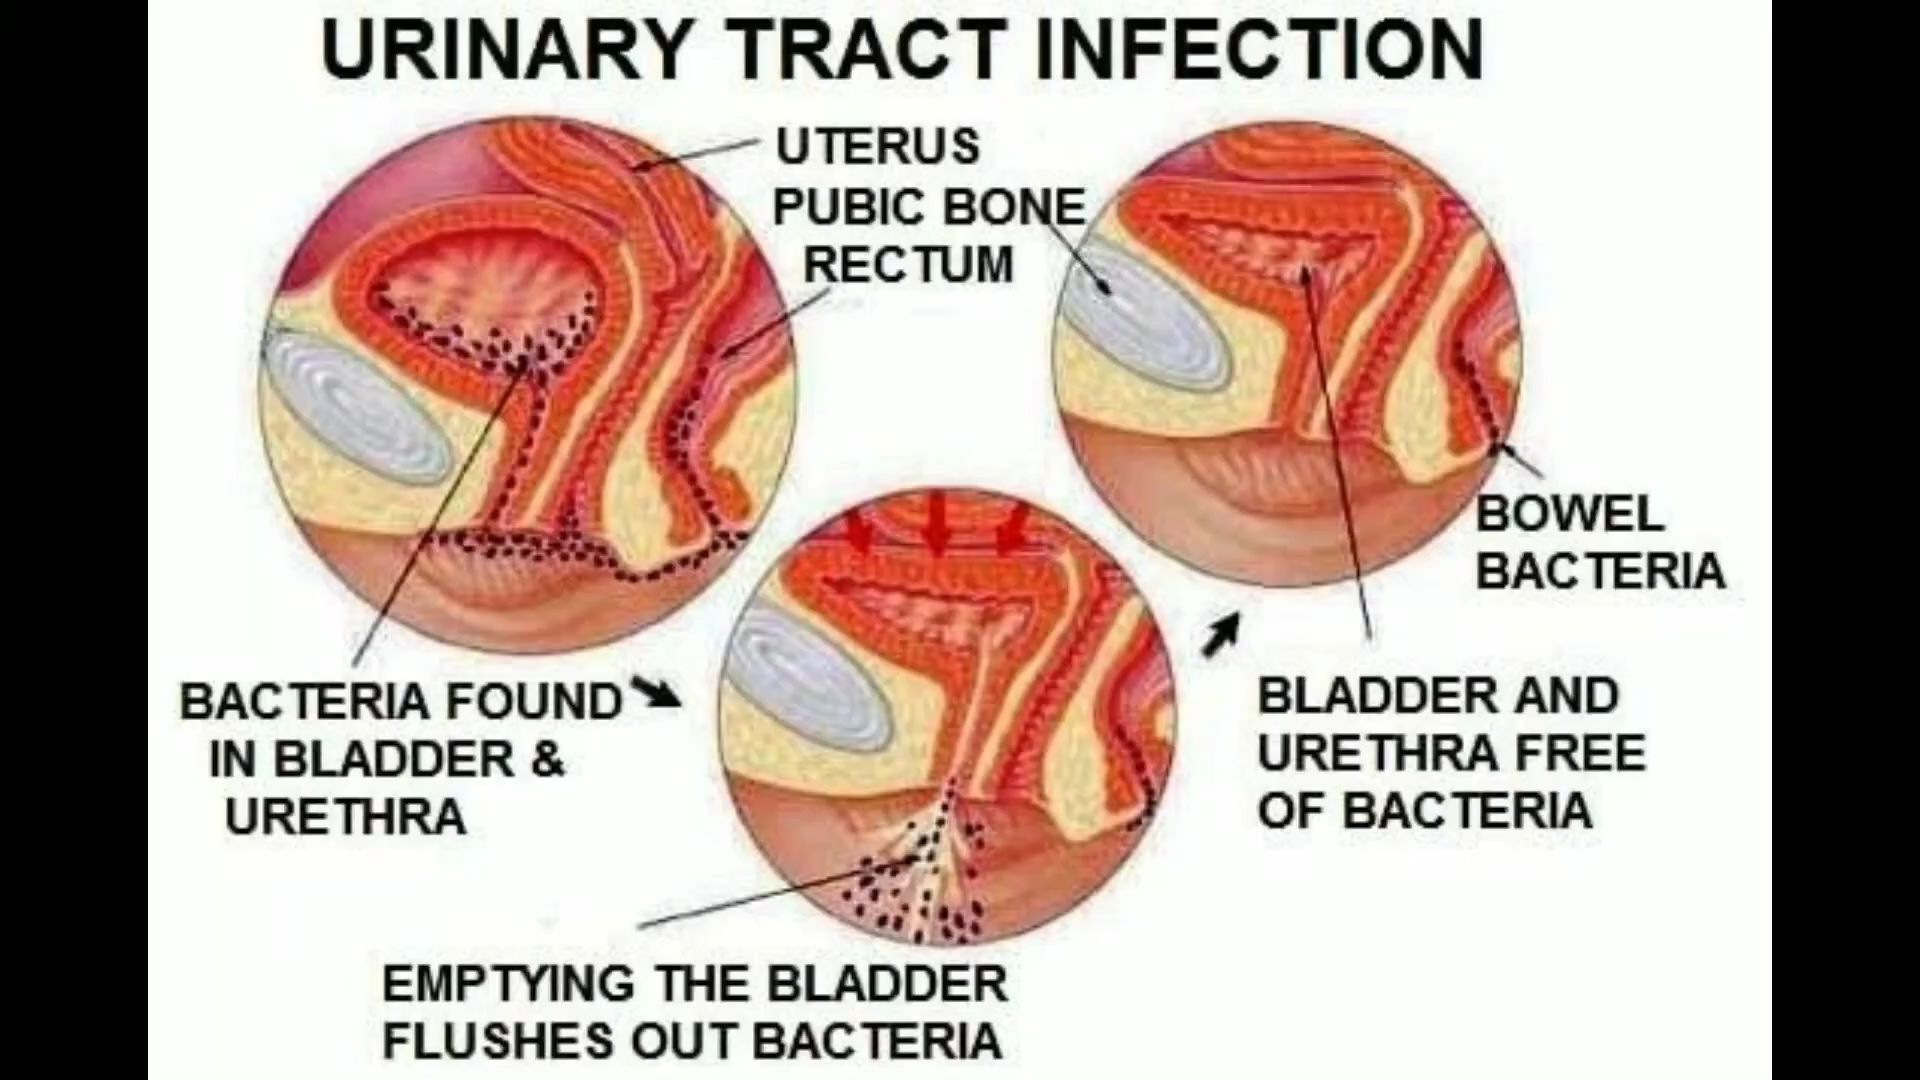 URINARY TRACT INFECTION
UTERUS
PUBIC BONE
RECTUM
BOWEL
BACTERIA
BACTERIA FOUND
IN BLADDER &
URETHRA
BLADDER AND
URETHRA FREE
OF BACTERIA
EMPTYING THE BLADDER
FLUSHES OUT BACTERIA